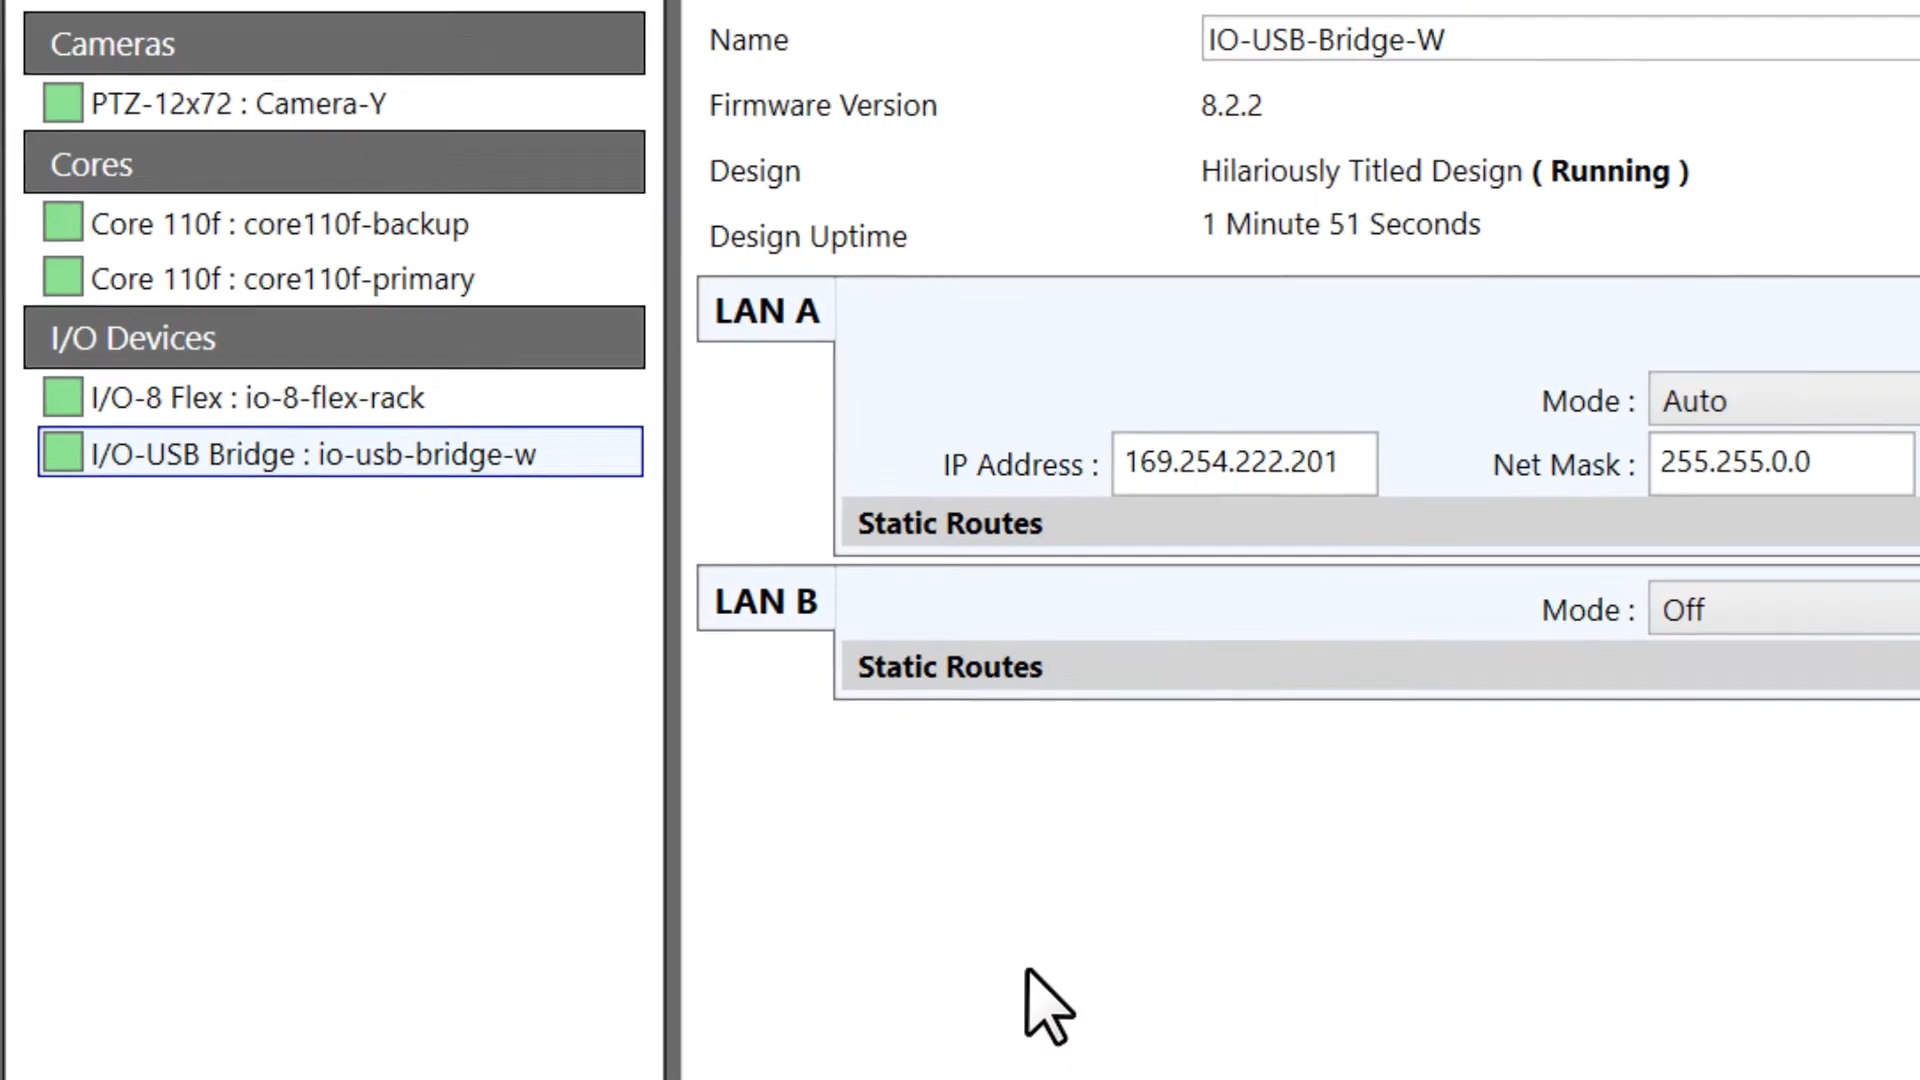 Cameras
PTZ-12x72 : Camera-Y
Cores
Core 110f : core110f-backup
Core 110f : core110f-primary
I/O Devices
I/O-8 Flex : io-8-flex-rack
I/O-USB Bridge : io-usb-bridge-w
Name IO-USB-Bridge-W
Firmware Version 8.2.2
Design Hilariously Titled Design ( Running )
Design Uptime 1 Minute 51 Seconds
LAN A
Mode : Auto
IP Address : 169.254.222.201 Net Mask : 255.255.0.0
Static Routes
LAN B
Mode : Off
Static Routes